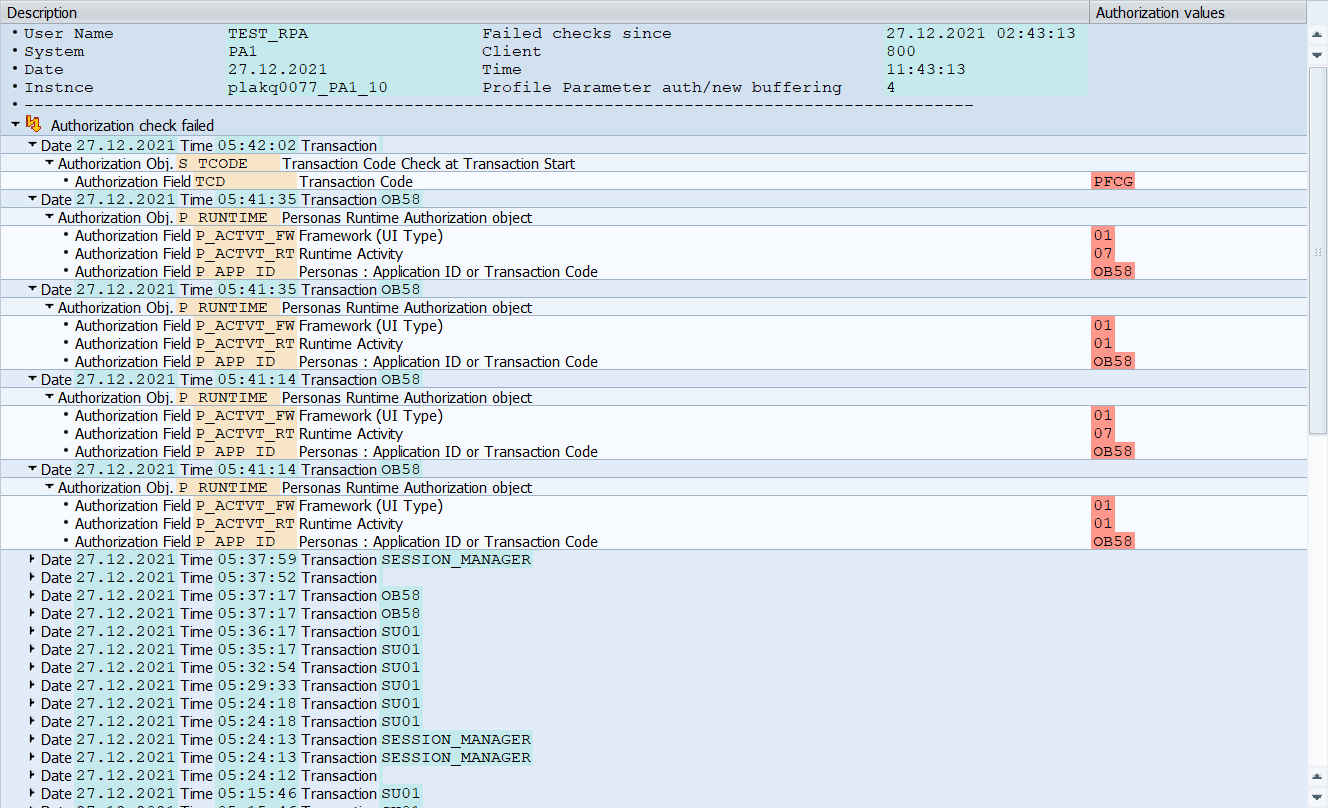 Description Authorization values
User Name TEST_RPA Failed checks since 27.12.2021 02:43:13
System PA1 Client 800
Date 27.12.2021 Time 11:43:13
Instnce plakq0077_PA1_10 Profile Parameter auth/new buffering 4
-----------------------------------------------------------------------------------------------
Authorization check failed
Date 27.12.2021 Time 05:42:02 Transaction
Authorization Obj. S_TCODE Transaction Code Check at Transaction Start
Authorization Field TCD Transaction Code PFCG
Date 27.12.2021 Time 05:41:35 Transaction OB58
Authorization Obj. P_RUNTIME Personas Runtime Authorization object
Authorization Field P_ACTVT_FW Framework (UI Type) 01
Authorization Field P_ACTVT_RT Runtime Activity 07
Authorization Field P_APP_ID Personas : Application ID or Transaction Code OB58
Date 27.12.2021 Time 05:41:35 Transaction OB58
Authorization Obj. P_RUNTIME Personas Runtime Authorization object
Authorization Field P_ACTVT_FW Framework (UI Type) 01
Authorization Field P_ACTVT_RT Runtime Activity 01
Authorization Field P_APP_ID Personas : Application ID or Transaction Code OB58
Date 27.12.2021 Time 05:41:14 Transaction OB58
Authorization Obj. P_RUNTIME Personas Runtime Authorization object
Authorization Field P_ACTVT_FW Framework (UI Type) 01
Authorization Field P_ACTVT_RT Runtime Activity 07
Authorization Field P_APP_ID Personas : Application ID or Transaction Code OB58
Date 27.12.2021 Time 05:41:14 Transaction OB58
Authorization Obj. P_RUNTIME Personas Runtime Authorization object
Authorization Field P_ACTVT_FW Framework (UI Type) 01
Authorization Field P_ACTVT_RT Runtime Activity 01
Authorization Field P_APP_ID Personas : Application ID or Transaction Code OB58
Date 27.12.2021 Time 05:37:59 Transaction SESSION_MANAGER
Date 27.12.2021 Time 05:37:52 Transaction
Date 27.12.2021 Time 05:37:17 Transaction OB58
Date 27.12.2021 Time 05:37:17 Transaction OB58
Date 27.12.2021 Time 05:36:17 Transaction SU01
Date 27.12.2021 Time 05:35:17 Transaction SU01
Date 27.12.2021 Time 05:32:54 Transaction SU01
Date 27.12.2021 Time 05:29:33 Transaction SU01
Date 27.12.2021 Time 05:24:18 Transaction SU01
Date 27.12.2021 Time 05:24:18 Transaction SU01
Date 27.12.2021 Time 05:24:13 Transaction SESSION_MANAGER
Date 27.12.2021 Time 05:24:13 Transaction SESSION_MANAGER
Date 27.12.2021 Time 05:24:12 Transaction
Date 27.12.2021 Time 05:15:46 Transaction SU01